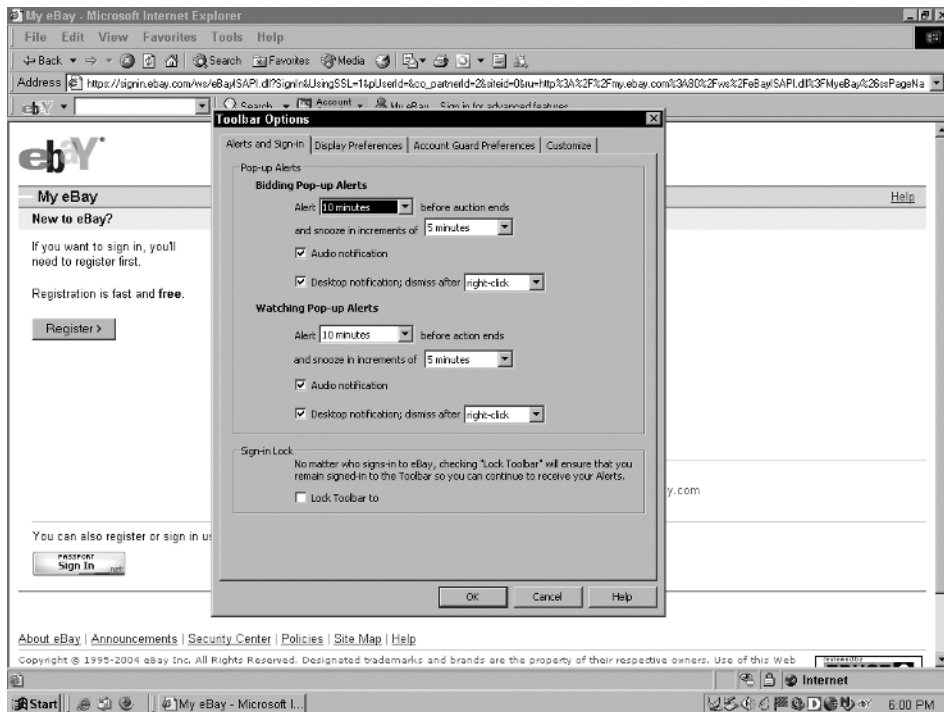 My eBay - Microsoft Internet Explorer
File Edit View Favorites Tools Help
Back Search Favorites Media
Address https://signin.ebay.com/ws/eBayISAPI.dll?SignIn&UsingSSL=1&pUserId=&co_partnerId=2&siteid=0&ru=http%3A%2F%2Fmy.ebay.com%3A80%2Fws%2FeBayISAPI.dll%3FMyeBay%26ssPageNa
ebY Search Account My eBay Sign in for advanced features
Toolbar Options
Alerts and Sign-in Display Preferences Account Guard Preferences Customize
ebaY
Pop-up Alerts
Bidding Pop-up Alerts
My eBay Help
Alert 10 minutes before auction ends
New to eBay?
and snooze in increments of 5 minutes
If you want to sign in, you'll
need to register first.
Audio notification
Desktop notification; dismiss after right-click
Registration is fast and free.
Watching Pop-up Alerts
Register >
Alert 10 minutes before action ends
and snooze in increments of 5 minutes
Audio notification
Desktop notification; dismiss after right-click
Sign-in Lock
No matter who signs-in to eBay, checking "Lock Toolbar" will ensure that you
remain signed-in to the Toolbar so you can continue to receive your Alerts.
y.com
Lock Toolbar to
You can also register or sign in us
PASSPORT
Sign In .net
OK Cancel Help
About eBay | Announcements | Security Center | Policies | Site Map | Help
Copyright © 1995-2004 eBay Inc. All Rights Reserved. Designated trademarks and brands are the property of their respective owners. Use of this Web
Internet
Start My eBay - Microsoft I... 6:00 PM